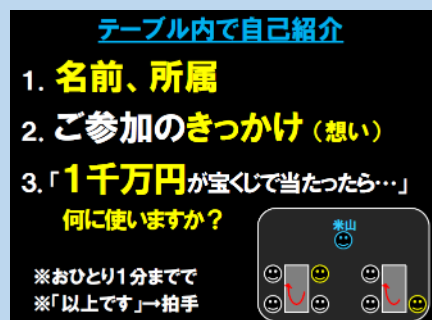 テーブル内で自己紹介
1. 名前、所属
2. ご参加のきっかけ（想い）
3.「1千万円が宝くじで当たったら…」
何に使いますか？
米山
※おひとり1分までで
※「以上です」→拍手